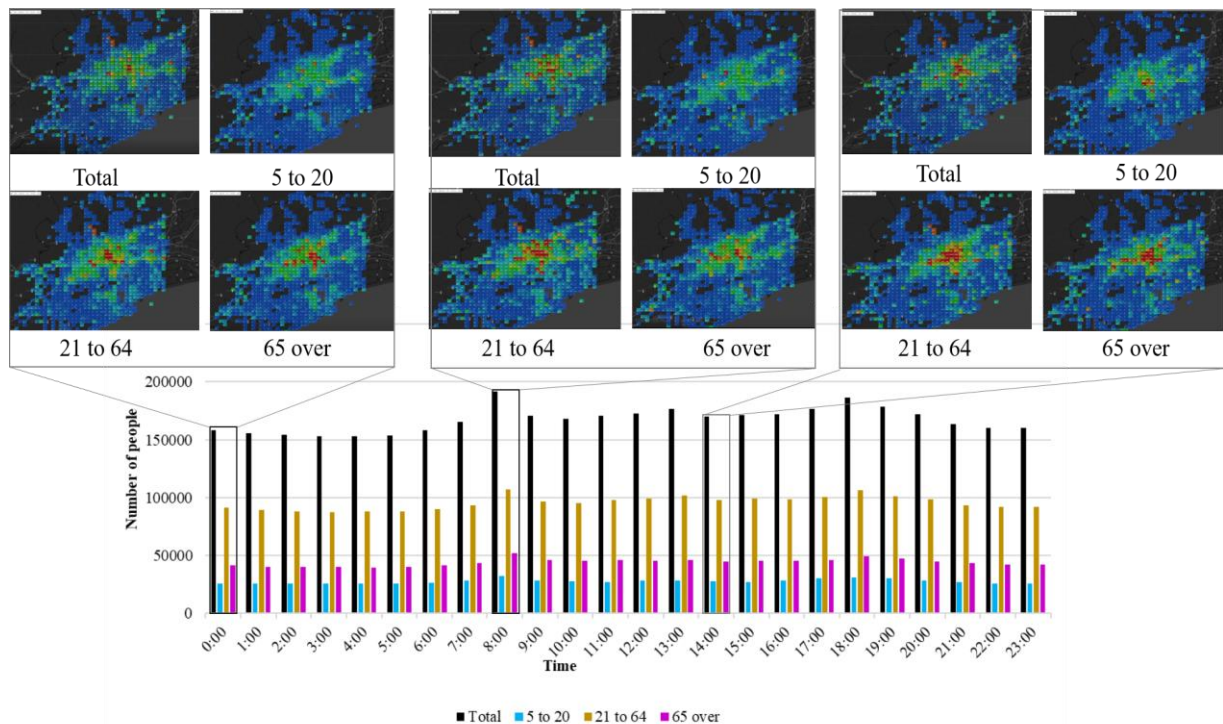 Total 5 to 20
Total 5 to 20
Total 5 to 20
21 to 64 65 over
21 to 64 65 over
21 to 64 65 over
Number of people
200000
150000
100000
50000
0
0:00 1:00 2:00 3:00 4:00 5:00 6:00 7:00 8:00 9:00 10:00 11:00 12:00 13:00 14:00 15:00 16:00 17:00 18:00 19:00 20:00 21:00 22:00 23:00
Time
Total 5 to 20 21 to 64 65 over